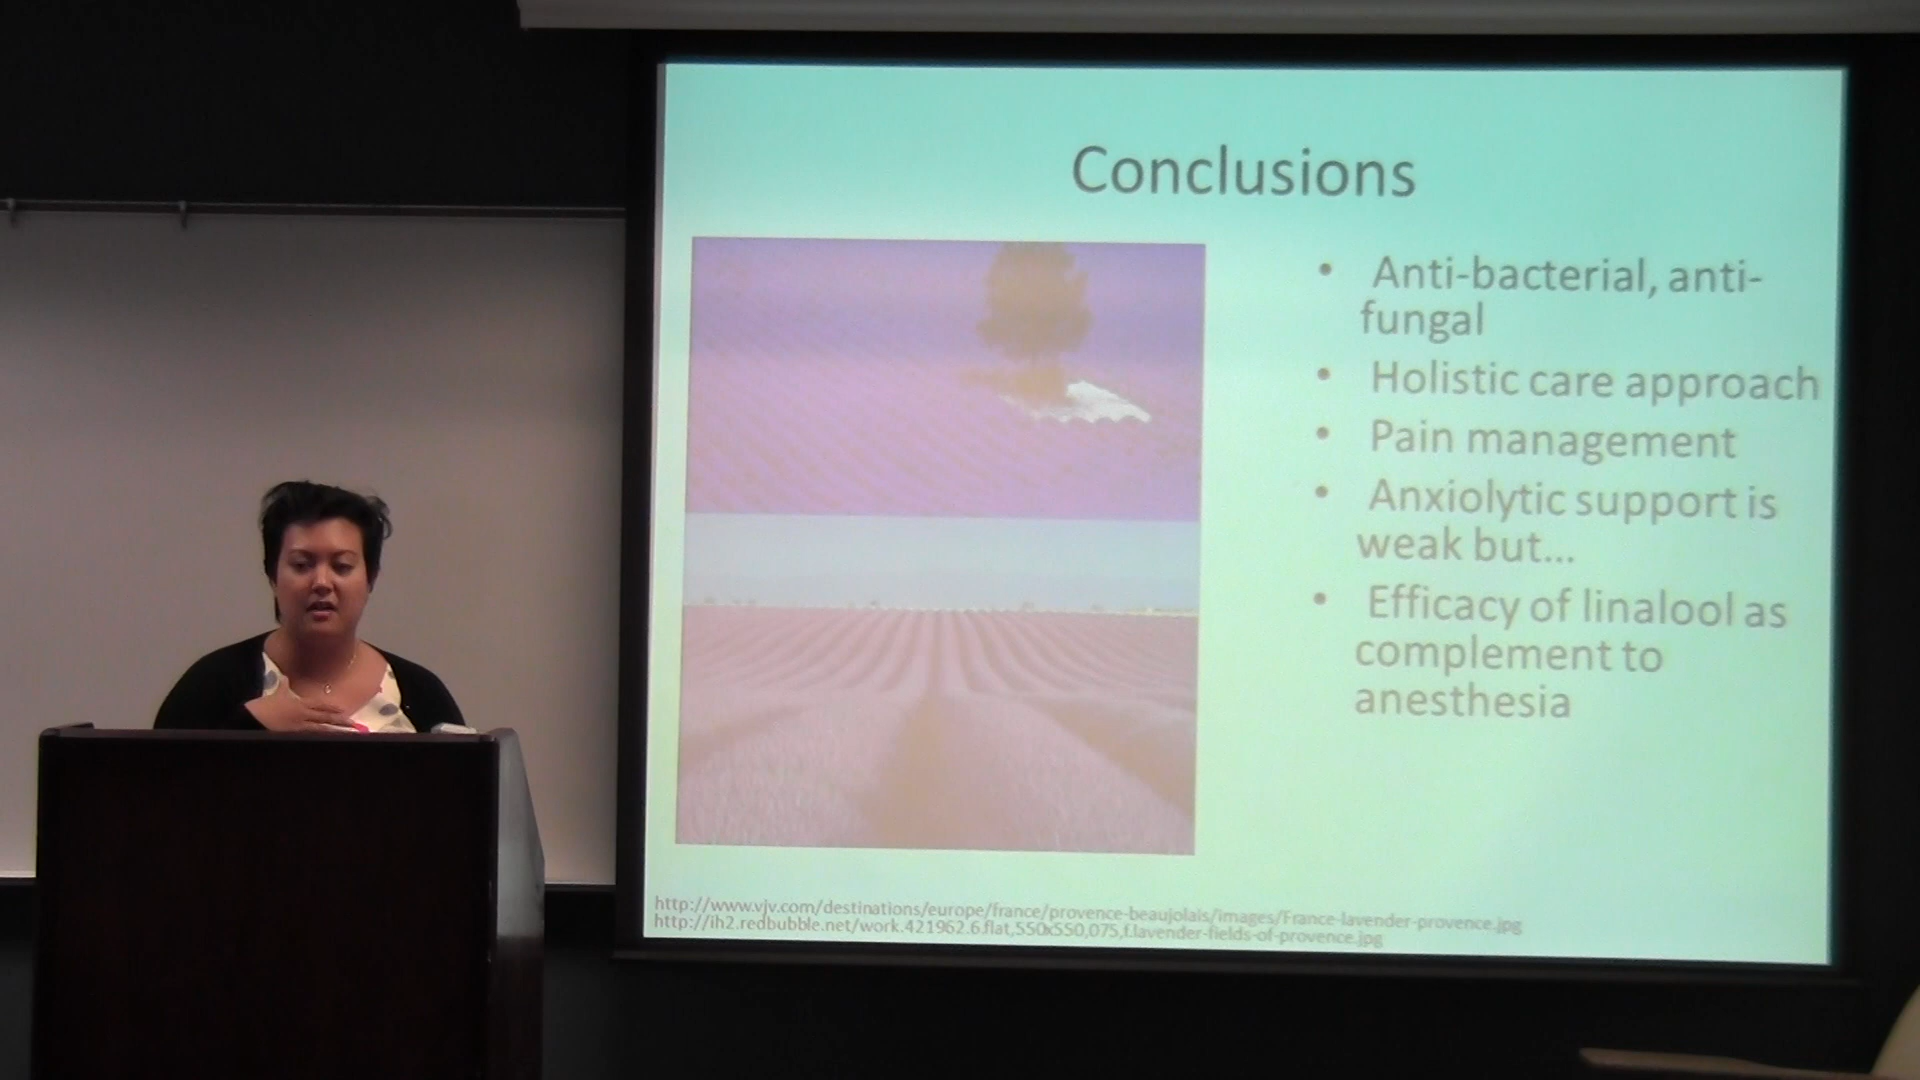 Conclusions
• Anti-bacterial, anti-
fungal
• Holistic care approach
• Pain management
• Anxiolytic support is
weak but...
• Efficacy of linalool as
complement to
anesthesia
http://www.vjv.com/destinations/europe/france/provence-beaujolais/images/France-lavender-provence.jpg
http://ih2.redbubble.net/work.421962.6.flat,550x550,075,f.lavender-fields-of-provence.jpg